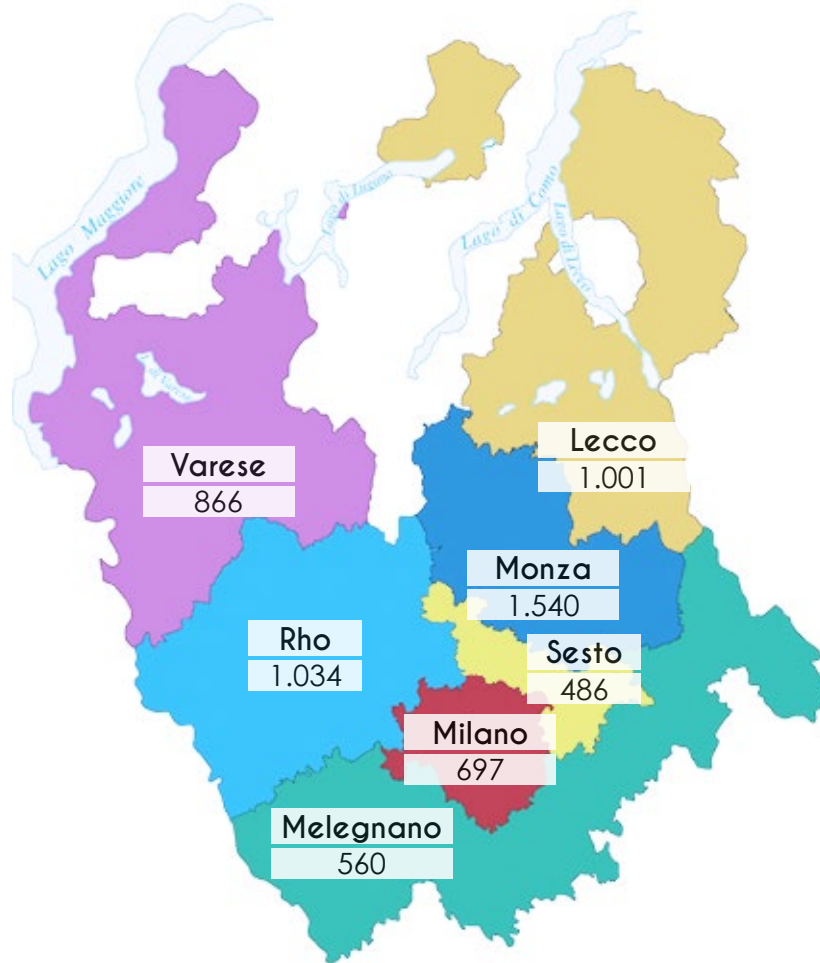 Lago Maggiore
Lago di Lugano
Lago di Como
Lago di Lecco
L. di Varese
Varese
866
Lecco
1.001
Monza
1.540
Rho
1.034
Sesto
486
Milano
697
Melegnano
560